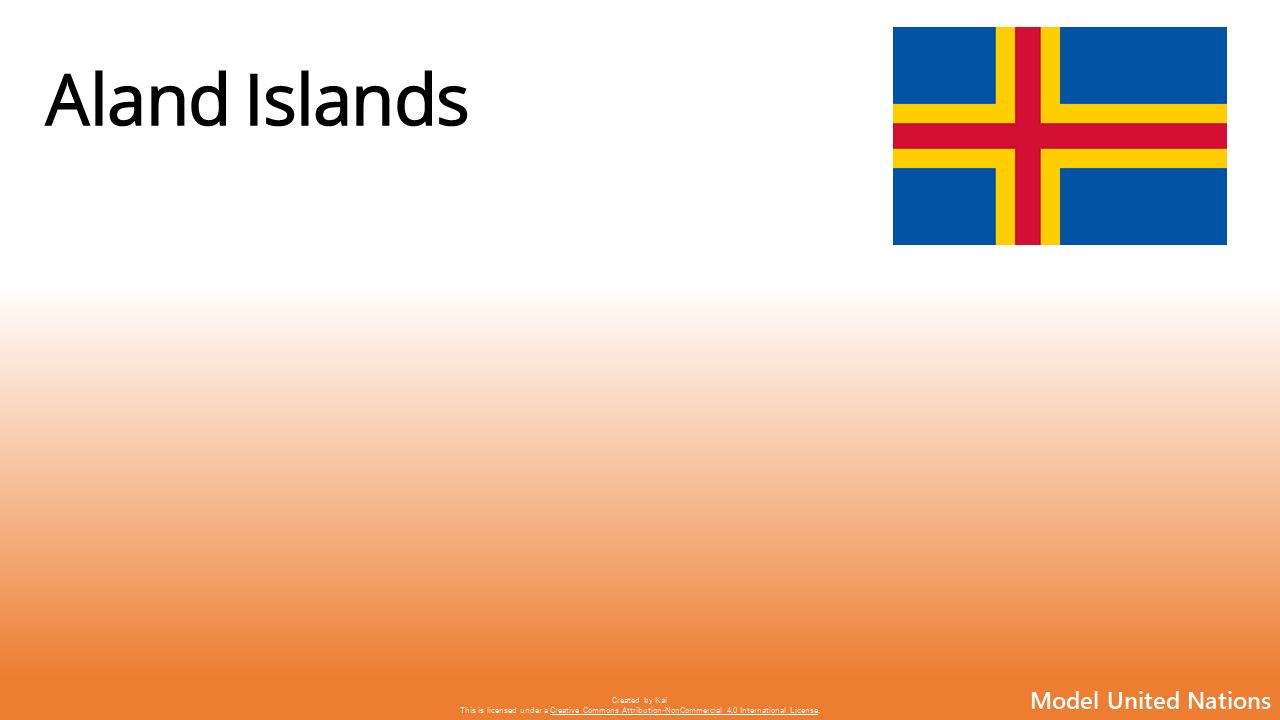 Aland Islands
Created by Kai
This is licensed under a Creative Commons Attribution-NonCommercial 4.0 International License.
Model United Nations